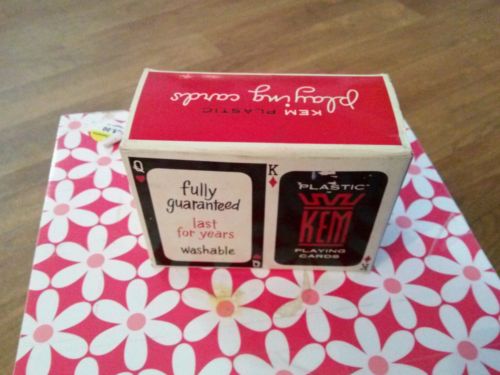 KEM PLASTIC
playing cards
Q
fully
guaranteed
last
for years
washable
Q
K
PLASTIC
KEM
PLAYING
CARDS
K